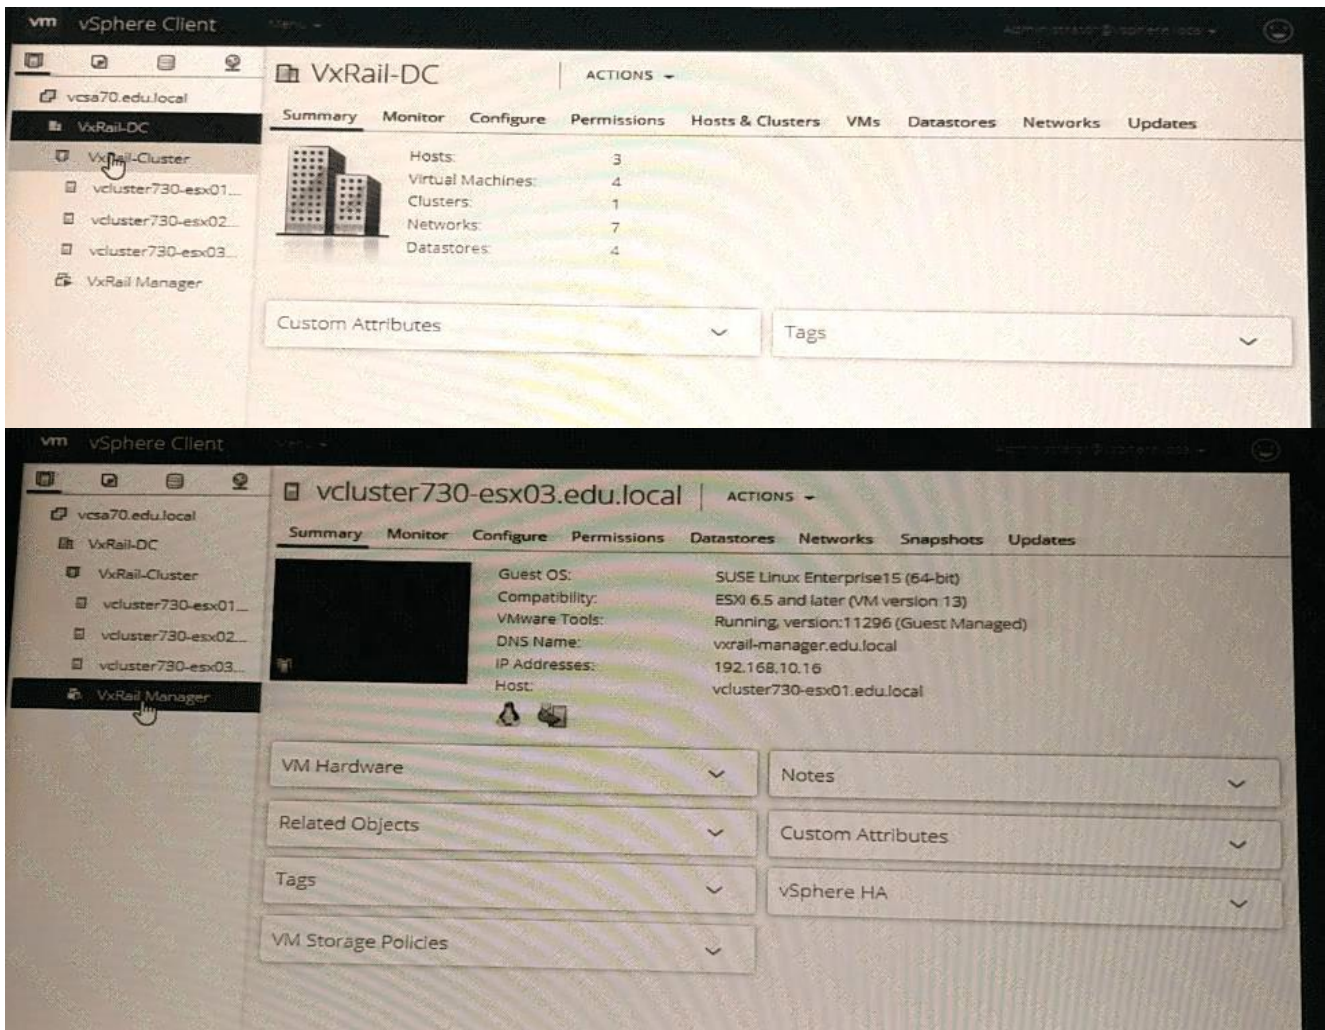 vm vSphere Client Menu
vcsa70.edu.local
VxRail-DC
VxRail-Cluster
vcluster730-esx01...
vcluster730-esx02...
vcluster730-esx03...
VxRail Manager
VxRail-DC ACTIONS
Summary Monitor Configure Permissions Hosts & Clusters VMs Datastores Networks Updates
Hosts: 3
Virtual Machines: 4
Clusters: 1
Networks: 7
Datastores: 4
Custom Attributes
Tags
vm vSphere Client Menu
vcsa70.edu.local
VxRail-DC
VxRail-Cluster
vcluster730-esx01...
vcluster730-esx02...
vcluster730-esx03...
VxRail Manager
vcluster730-esx03.edu.local ACTIONS
Summary Monitor Configure Permissions Datastores Networks Snapshots Updates
Guest OS: SUSE Linux Enterprise15 (64-bit)
Compatibility: ESXi 6.5 and later (VM version 13)
VMware Tools: Running, version:11296 (Guest Managed)
DNS Name: vxrail-manager.edu.local
IP Addresses: 192.168.10.16
Host: vcluster730-esx01.edu.local
VM Hardware
Notes
Related Objects
Custom Attributes
Tags
vSphere HA
VM Storage Policies